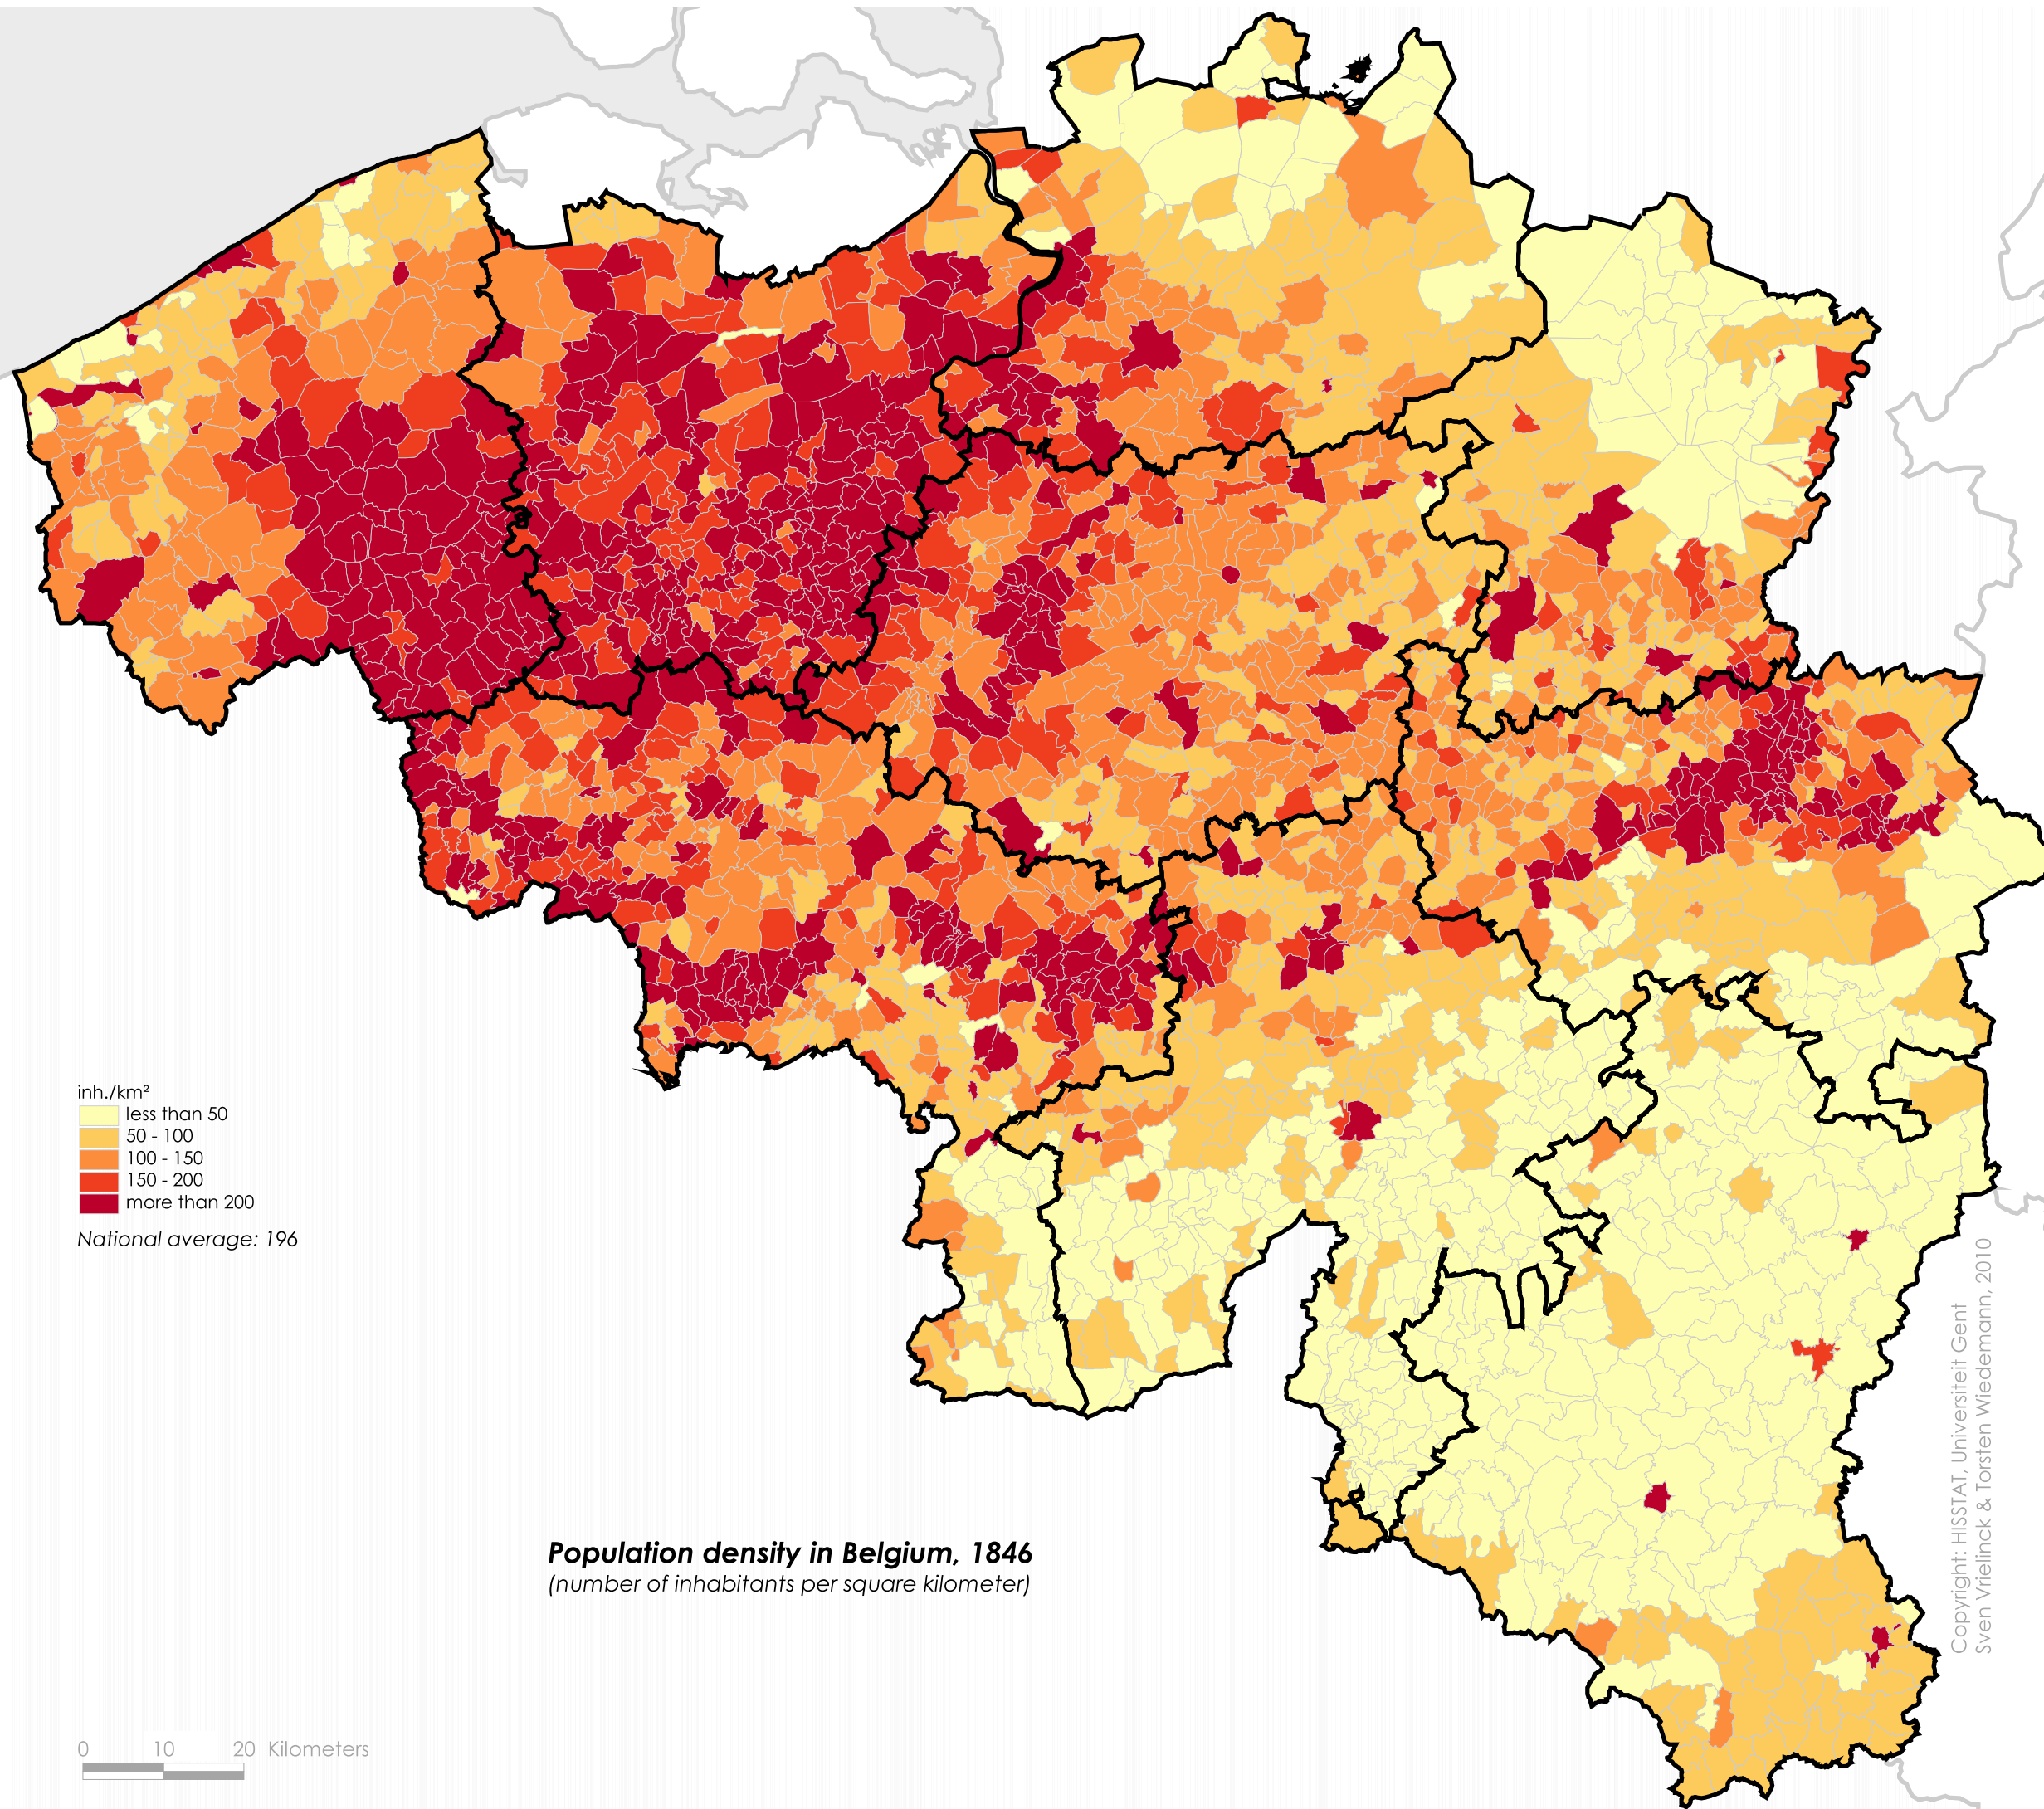 inh./km²
less than 50
50 - 100
100 - 150
150 - 200
more than 200
National average: 196
Population density in Belgium, 1846
(number of inhabitants per square kilometer)
0 10 20 Kilometers
Copyright: HISSTAT, Universiteit Gent
Sven Vrielinck & Torsten Wiedemann, 2010